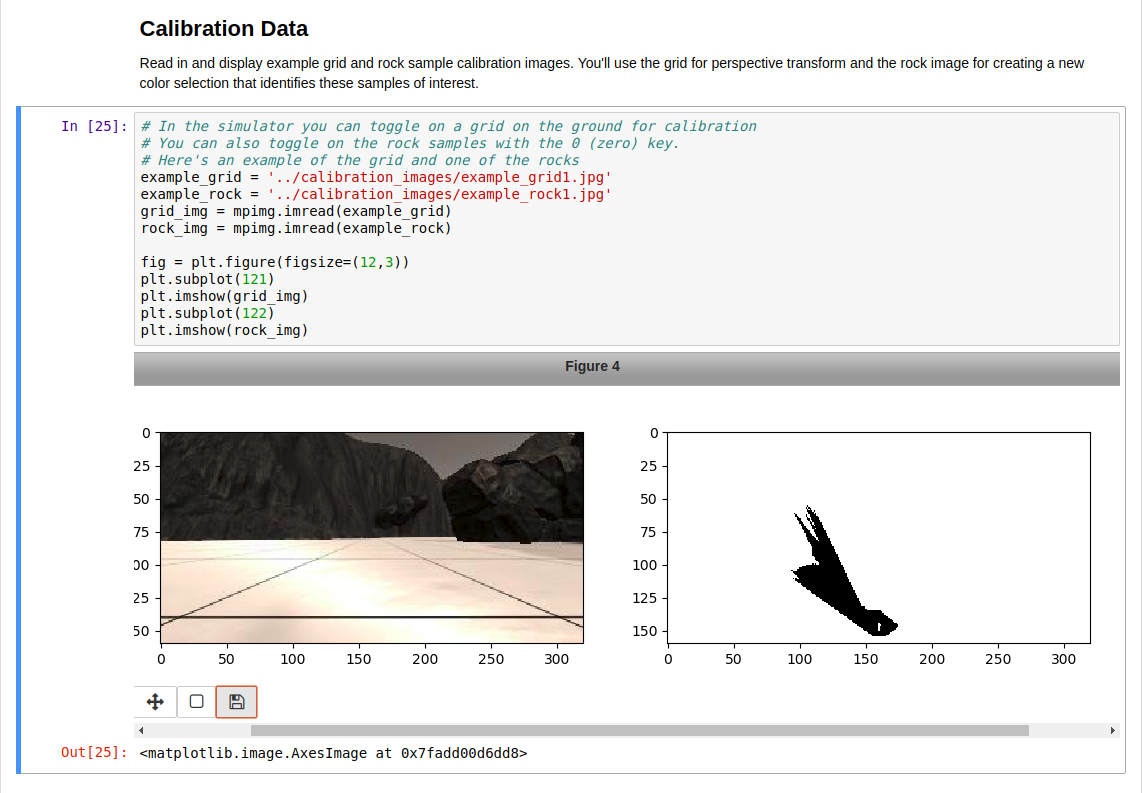 Calibration Data
Read in and display example grid and rock sample calibration images. You'll use the grid for perspective transform and the rock image for creating a new
color selection that identifies these samples of interest.
In [25]:
# In the simulator you can toggle on a grid on the ground for calibration
# You can also toggle on the rock samples with the 0 (zero) key.
# Here's an example of the grid and one of the rocks
example_grid = '../calibration_images/example_grid1.jpg'
example_rock = '../calibration_images/example_rock1.jpg'
grid_img = mpimg.imread(example_grid)
rock_img = mpimg.imread(example_rock)
fig = plt.figure(figsize=(12,3))
plt.subplot(121)
plt.imshow(grid_img)
plt.subplot(122)
plt.imshow(rock_img)
Figure 4
0
25
50
75
00
25
50
0 50 100 150 200 250 300
0
25
50
75
100
125
150
0 50 100 150 200 250 300
Out[25]: <matplotlib.image.AxesImage at 0x7fadd00d6dd8>